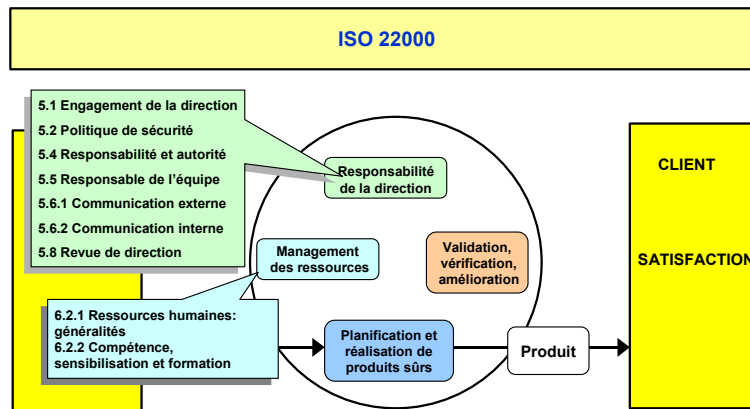 ISO 22000
5.1 Engagement de la direction
5.2 Politique de sécurité
5.4 Responsabilité et autorité
5.5 Responsable de l'équipe
5.6.1 Communication externe
5.6.2 Communication interne
5.8 Revue de direction
Responsabilité
de la direction
CLIENT
SATISFACTION
Management
des ressources
Validation,
vérification,
amélioration
6.2.1 Ressources humaines:
généralités
6.2.2 Compétence,
sensibilisation et formation
Planification et
réalisation de
produits sûrs
Produit